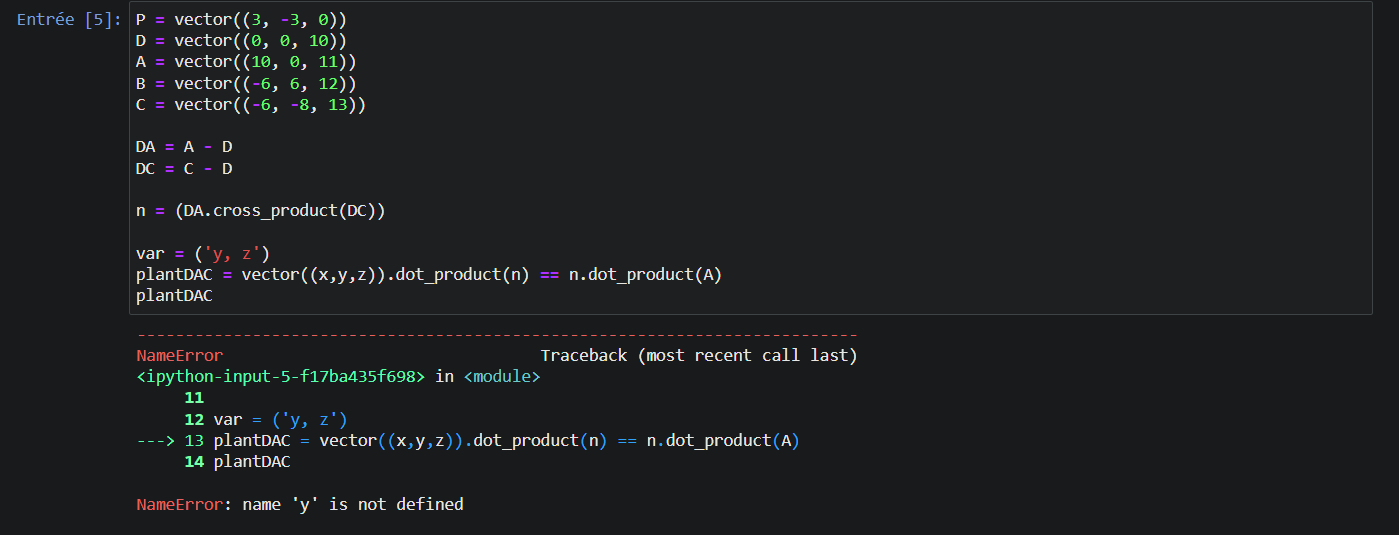 Entrée [5]: P = vector((3, -3, 0))
D = vector((0, 0, 10))
A = vector((10, 0, 11))
B = vector((-6, 6, 12))
C = vector((-6, -8, 13))
DA = A - D
DC = C - D
n = (DA.cross_product(DC))
var = ('y, z')
plantDAC = vector((x,y,z)).dot_product(n) == n.dot_product(A)
plantDAC
---------------------------------------------------------------------------
NameError                                 Traceback (most recent call last)
<ipython-input-5-f17ba435f698> in <module>
     11
     12 var = ('y, z')
---> 13 plantDAC = vector((x,y,z)).dot_product(n) == n.dot_product(A)
     14 plantDAC
NameError: name 'y' is not defined